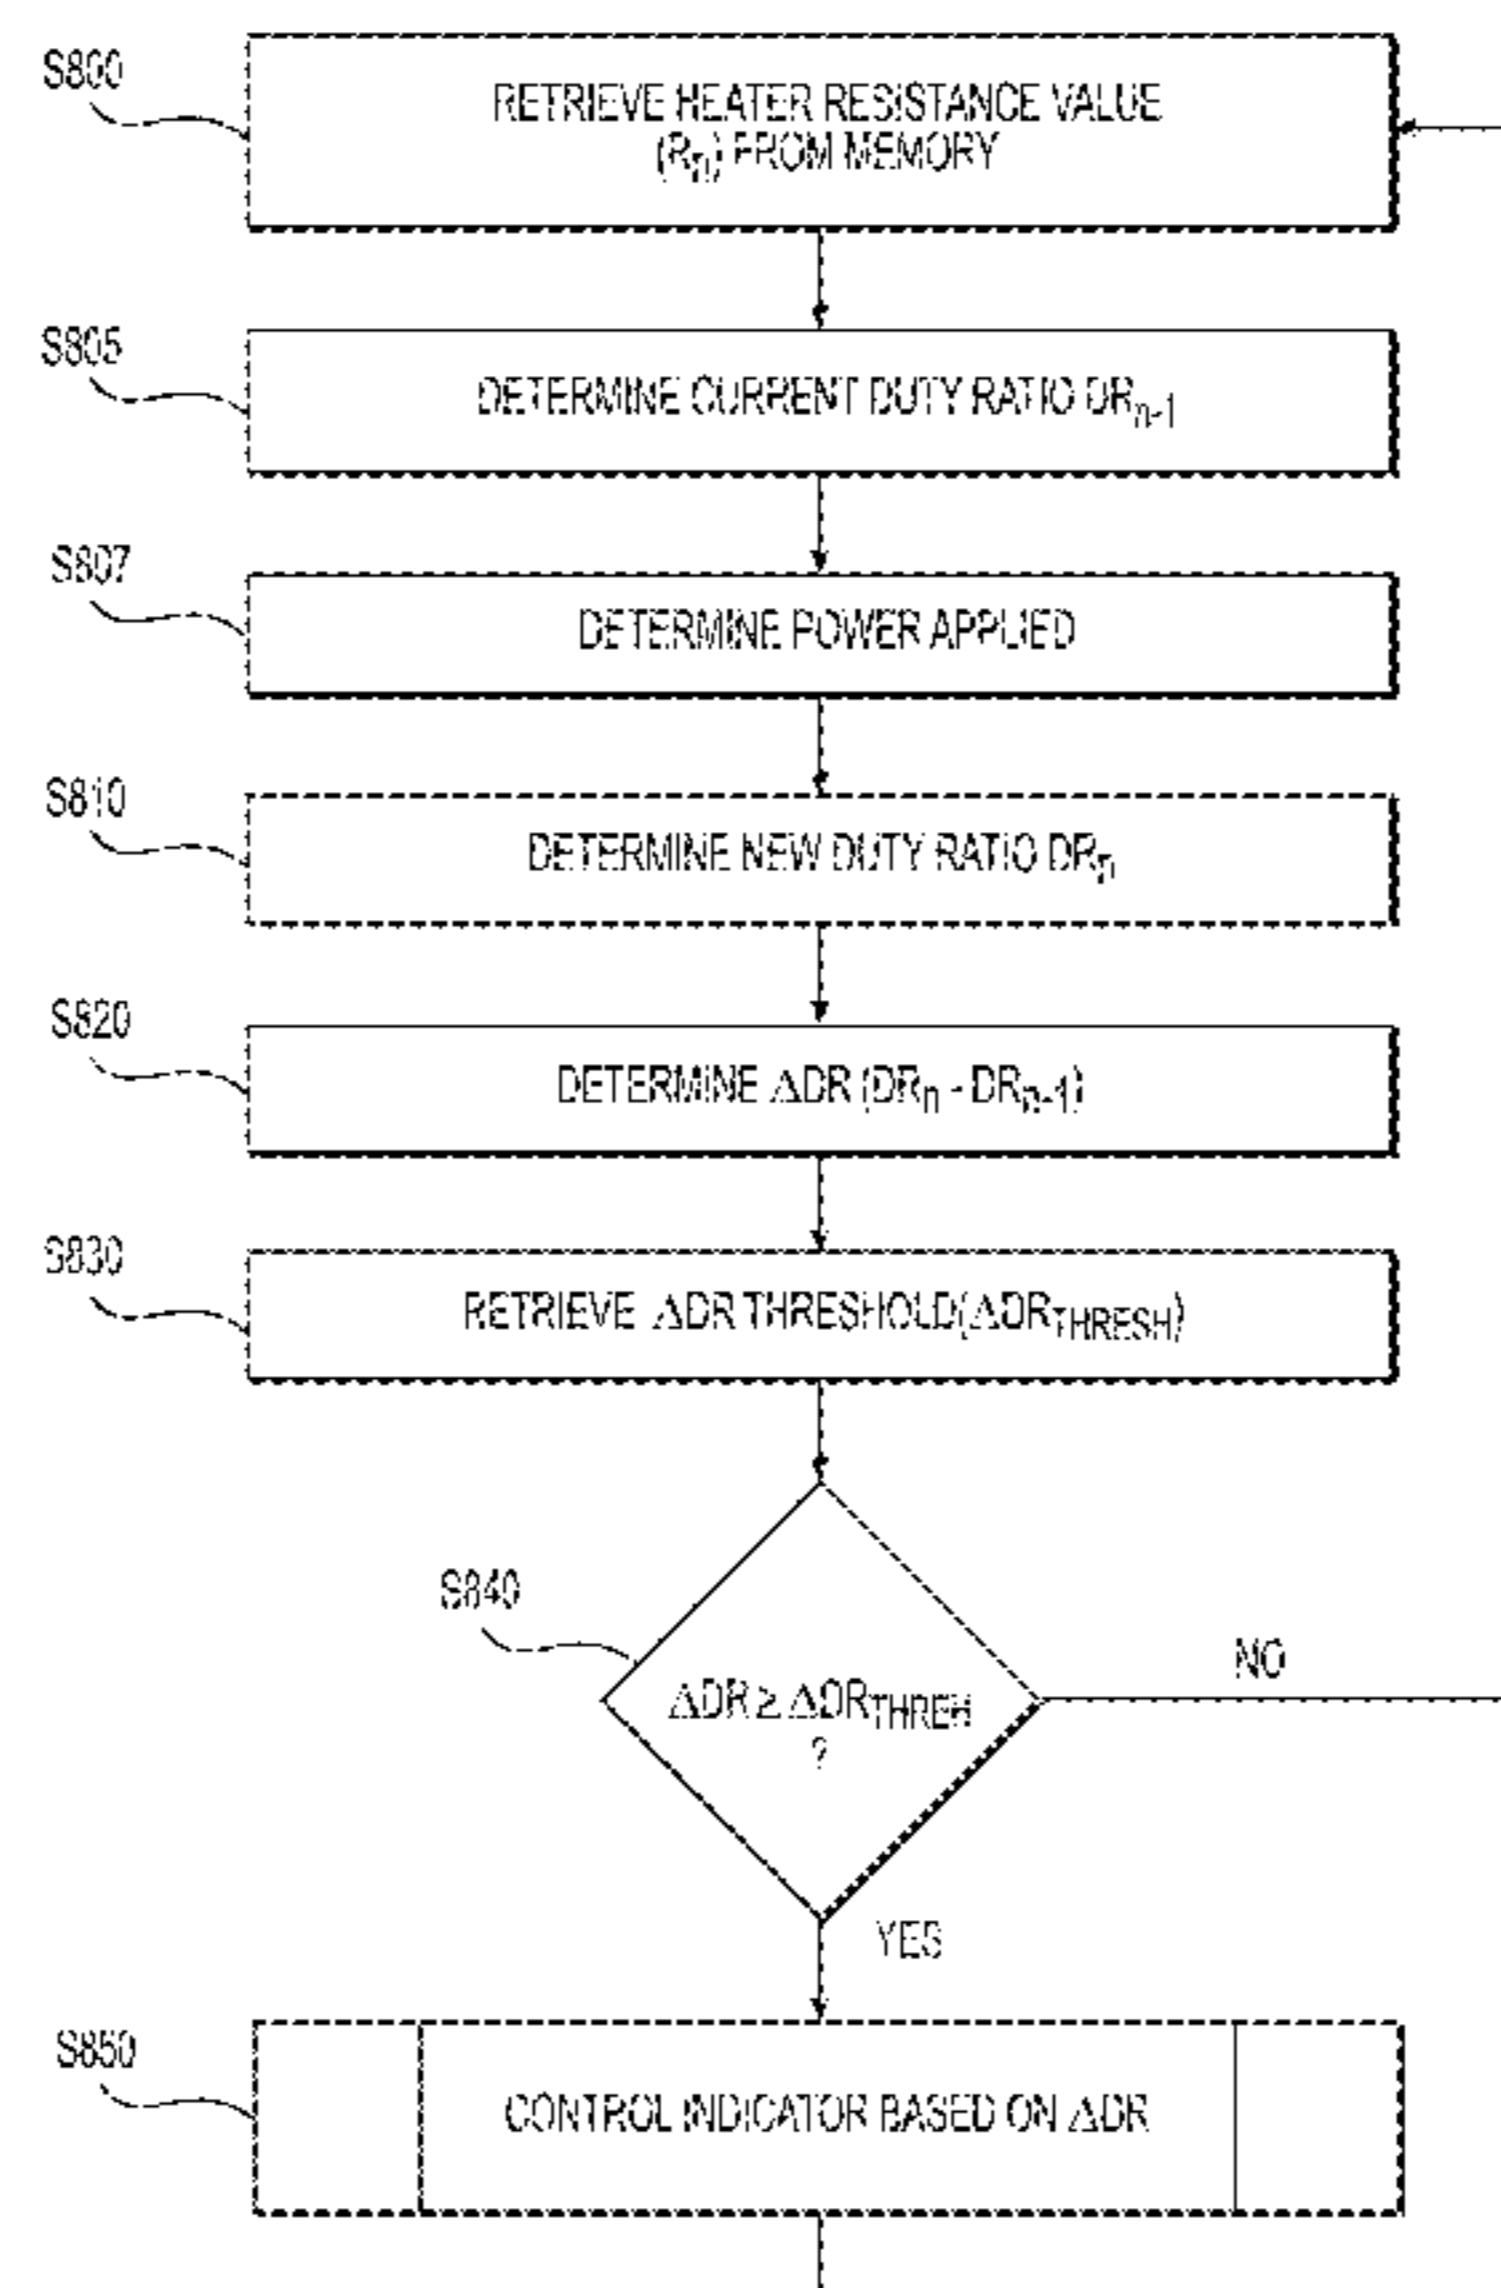 S800
RETRIEVE HEATER RESISTANCE VALUE
(Rn) FROM MEMORY
S805
DETERMINE CURRENT DUTY RATIO DRn-1
S807
DETERMINE POWER APPLIED
S810
DETERMINE NEW DUTY RATIO DRn
S820
DETERMINE ΔDR (DRn - DRn-1)
S830
RETRIEVE ΔDR THRESHOLD(ΔDRTHRESH)
S840
ΔDR ≥ ΔDRTHREH
?
NO
YES
S850
CONTROL INDICATOR BASED ON ΔDR